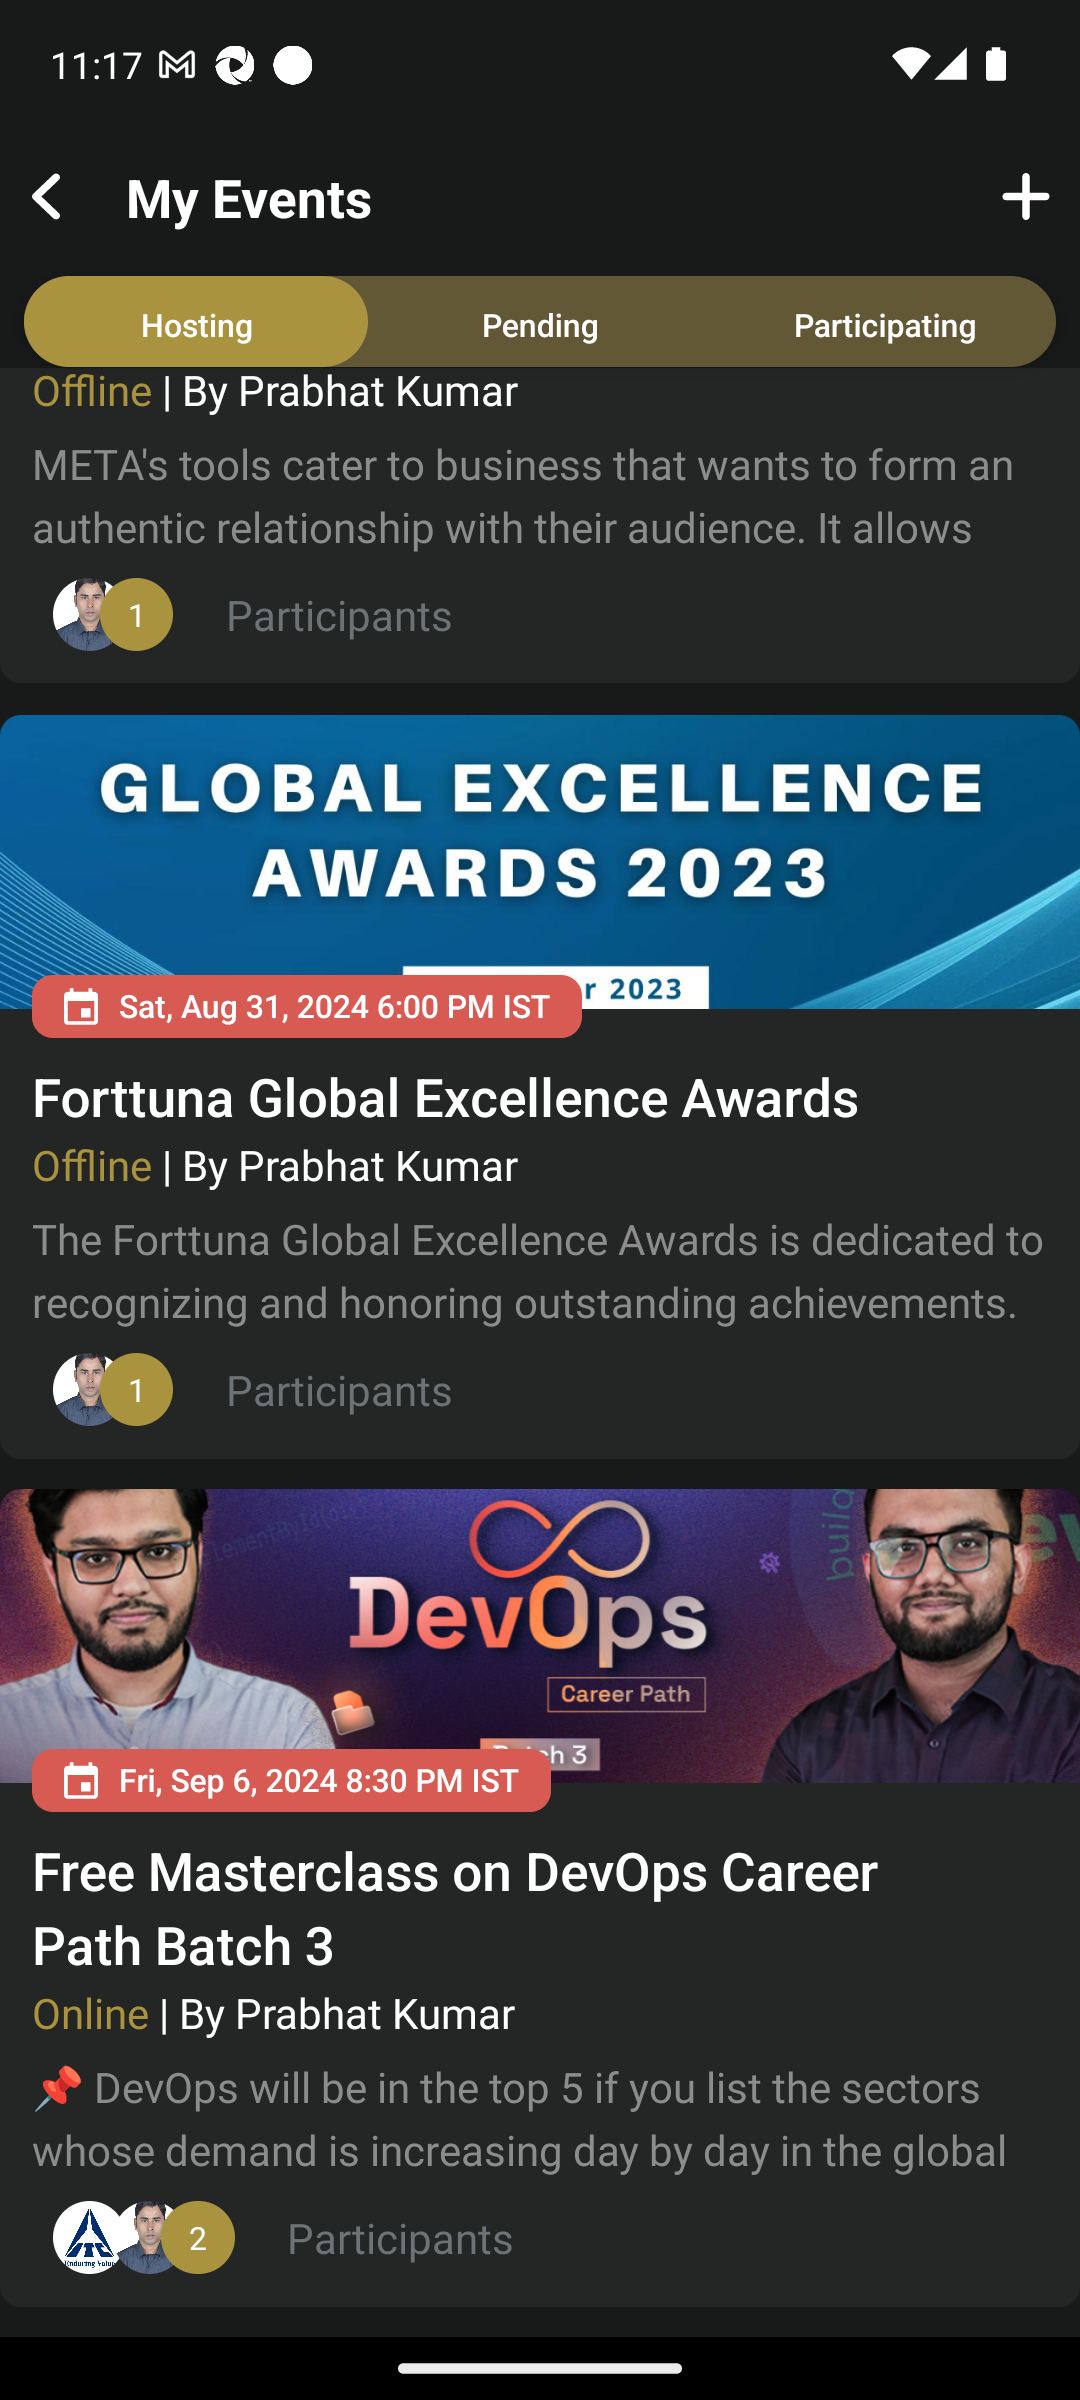 11:17
My Events
Hosting
Pending
Participating
Offline | By Prabhat Kumar
META's tools cater to business that wants to form an
authentic relationship with their audience. It allows
1
Participants
GLOBAL EXCELLENCE
AWARDS 2023
r 2023
Sat, Aug 31, 2024 6:00 PM IST
Forttuna Global Excellence Awards
Offline | By Prabhat Kumar
The Forttuna Global Excellence Awards is dedicated to
recognizing and honoring outstanding achievements.
1
Participants
build
ev
DevOps
Career Path
ch 3
Fri, Sep 6, 2024 8:30 PM IST
Free Masterclass on DevOps Career
Path Batch 3
Online | By Prabhat Kumar
📌 DevOps will be in the top 5 if you list the sectors
whose demand is increasing day by day in the global
2
Participants